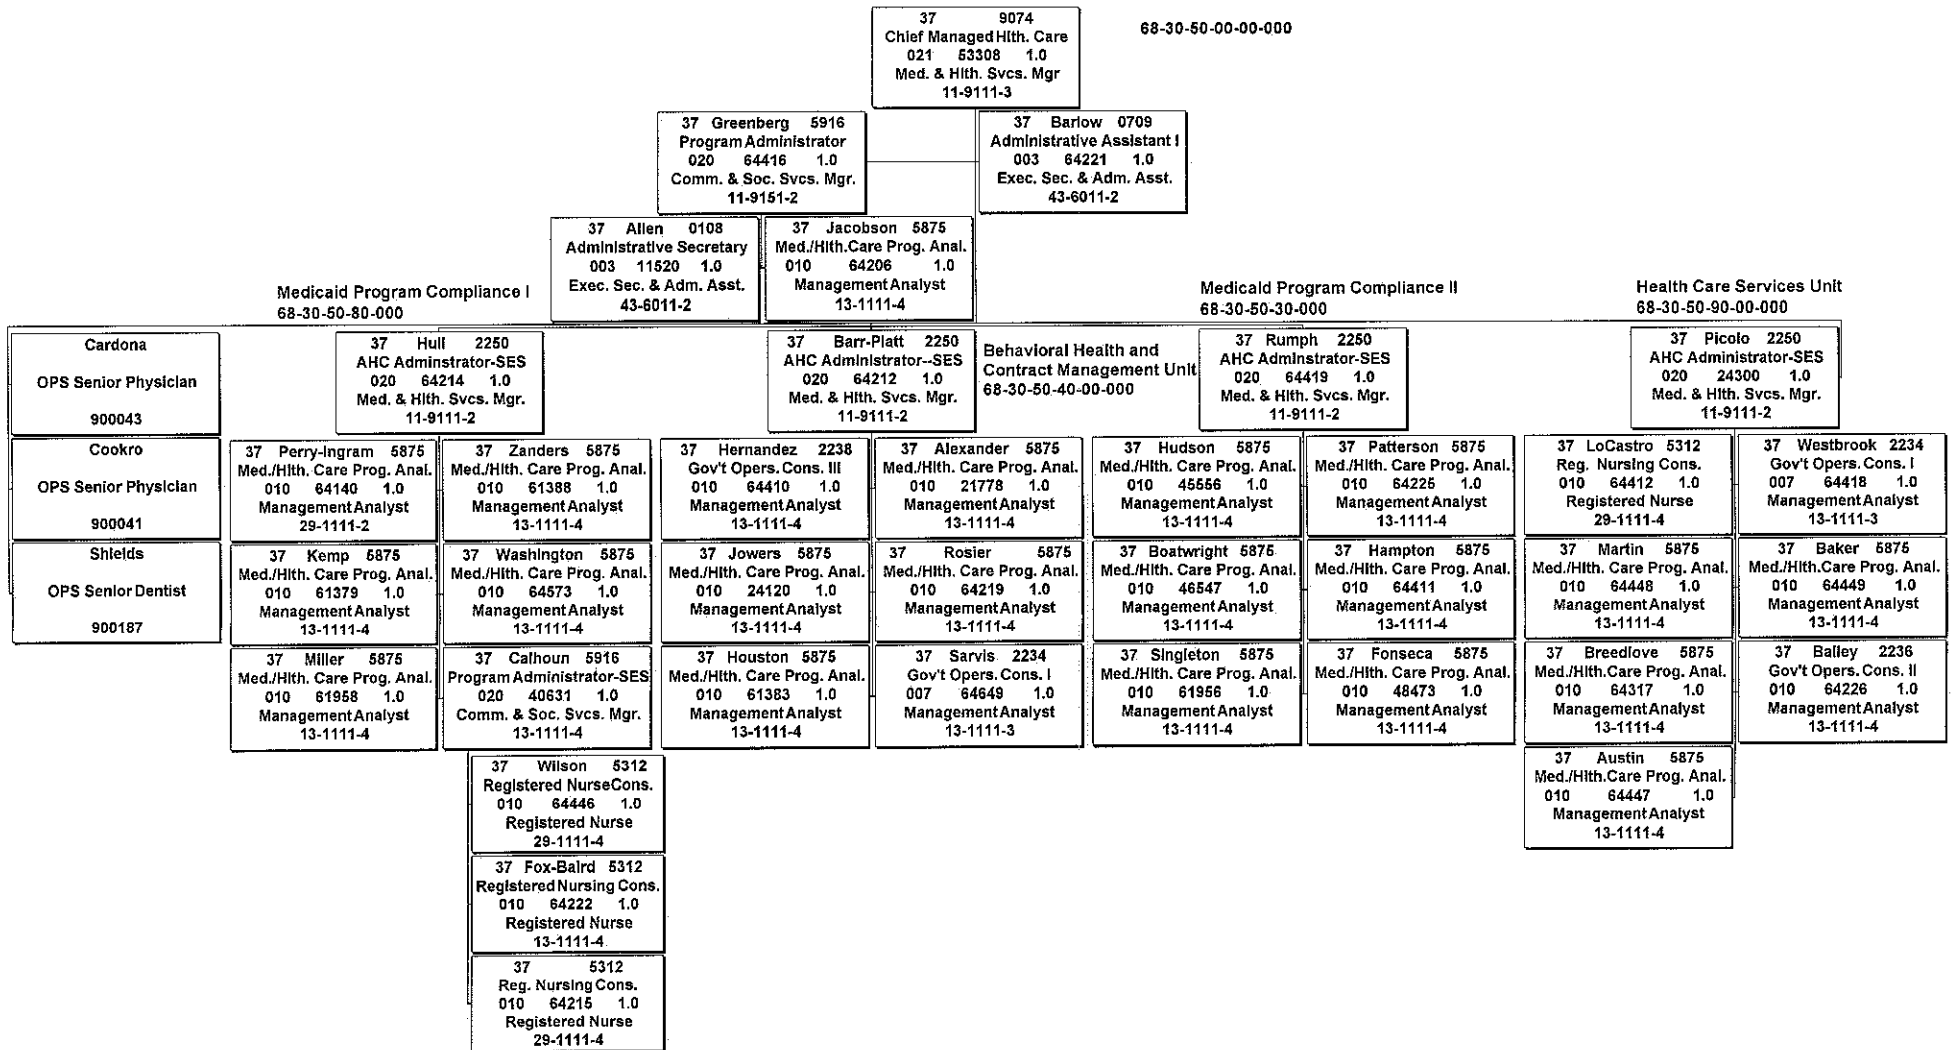 37 9074
Chief Managed Hlth. Care
021 53308 1.0
Med. & Hlth. Svcs. Mgr
11-9111-3
68-30-50-00-00-000
37 Greenberg 5916
Program Administrator
020 64416 1.0
Comm. & Soc. Svcs. Mgr.
11-9151-2
37 Barlow 0709
Administrative Assistant I
003 64221 1.0
Exec. Sec. & Adm. Asst.
43-6011-2
37 Allen 0108
Administrative Secretary
003 11520 1.0
Exec. Sec. & Adm. Asst.
43-6011-2
37 Jacobson 5875
Med./Hlth.Care Prog. Anal.
010 64206 1.0
Management Analyst
13-1111-4
Medicaid Program Compliance I
68-30-50-80-000
Medicaid Program Compliance II
68-30-50-30-000
Health Care Services Unit
68-30-50-90-00-000
Cardona
OPS Senior Physician
900043
37 Hull 2250
AHC Adminstrator-SES
020 64214 1.0
Med. & Hlth. Svcs. Mgr.
11-9111-2
37 Barr-Platt 2250
AHC Administrator--SES
020 64212 1.0
Med. & Hlth. Svcs. Mgr.
11-9111-2
Behavioral Health and
Contract Management Unit
68-30-50-40-00-000
37 Rumph 2250
AHC Adminstrator-SES
020 64419 1.0
Med. & Hlth. Svcs. Mgr.
11-9111-2
37 Picolo 2250
AHC Administrator-SES
020 24300 1.0
Med. & Hlth. Svcs. Mgr.
11-9111-2
Cookro
OPS Senior Physician
900041
37 Perry-Ingram 5875
Med./Hlth. Care Prog. Anal.
010 64140 1.0
Management Analyst
29-1111-2
37 Zanders 5875
Med./Hlth. Care Prog. Anal.
010 61388 1.0
Management Analyst
13-1111-4
37 Hernandez 2238
Gov't Opers. Cons. III
010 64410 1.0
Management Analyst
13-1111-4
37 Alexander 5875
Med./Hlth. Care Prog. Anal.
010 21778 1.0
Management Analyst
13-1111-4
37 Hudson 5875
Med./Hlth. Care Prog. Anal.
010 45556 1.0
Management Analyst
13-1111-4
37 Patterson 5875
Med./Hlth. Care Prog. Anal.
010 64225 1.0
Management Analyst
13-1111-4
37 LoCastro 5312
Reg. Nursing Cons.
010 64412 1.0
Registered Nurse
29-1111-4
37 Westbrook 2234
Gov't Opers. Cons. I
007 64418 1.0
Management Analyst
13-1111-3
Shields
OPS Senior Dentist
900187
37 Kemp 5875
Med./Hlth. Care Prog. Anal.
010 61379 1.0
Management Analyst
13-1111-4
37 Washington 5875
Med./Hlth. Care Prog. Anal.
010 64573 1.0
Management Analyst
13-1111-4
37 Jowers 5875
Med./Hlth. Care Prog. Anal.
010 24120 1.0
Management Analyst
13-1111-4
37 Rosier 5875
Med./Hlth. Care Prog. Anal.
010 64219 1.0
Management Analyst
13-1111-4
37 Boatwright 5875
Med./Hlth. Care Prog. Anal.
010 46547 1.0
Management Analyst
13-1111-4
37 Hampton 5875
Med./Hlth. Care Prog. Anal.
010 64411 1.0
Management Analyst
13-1111-4
37 Martin 5875
Med./Hlth. Care Prog. Anal.
010 64448 1.0
Management Analyst
13-1111-4
37 Baker 5875
Med./Hlth. Care Prog. Anal.
010 64449 1.0
Management Analyst
13-1111-4
37 Miller 5875
Med./Hlth. Care Prog. Anal.
010 61958 1.0
Management Analyst
13-1111-4
37 Calhoun 5916
Program Administrator-SES
020 40631 1.0
Comm. & Soc. Svcs. Mgr.
13-1111-4
37 Houston 5875
Med./Hlth. Care Prog. Anal.
010 61383 1.0
Management Analyst
13-1111-4
37 Sarvis 2234
Gov't Opers. Cons. I
007 64649 1.0
Management Analyst
13-1111-3
37 Singleton 5875
Med./Hlth. Care Prog. Anal.
010 61956 1.0
Management Analyst
13-1111-4
37 Fonseca 5875
Med./Hlth. Care Prog. Anal.
010 48473 1.0
Management Analyst
13-1111-4
37 Breedlove 5875
Med./Hlth. Care Prog. Anal.
010 64317 1.0
Management Analyst
13-1111-4
37 Bailey 2236
Gov't Opers. Cons. II
010 64226 1.0
Management Analyst
13-1111-4
37 Wilson 5312
Registered Nurse Cons.
010 64446 1.0
Registered Nurse
29-1111-4
37 Austin 5875
Med./Hlth.Care Prog. Anal.
010 64447 1.0
Management Analyst
13-1111-4
37 Fox-Baird 5312
Registered Nursing Cons.
010 64222 1.0
Registered Nurse
13-1111-4
37 5312
Reg. Nursing Cons.
010 64215 1.0
Registered Nurse
29-1111-4